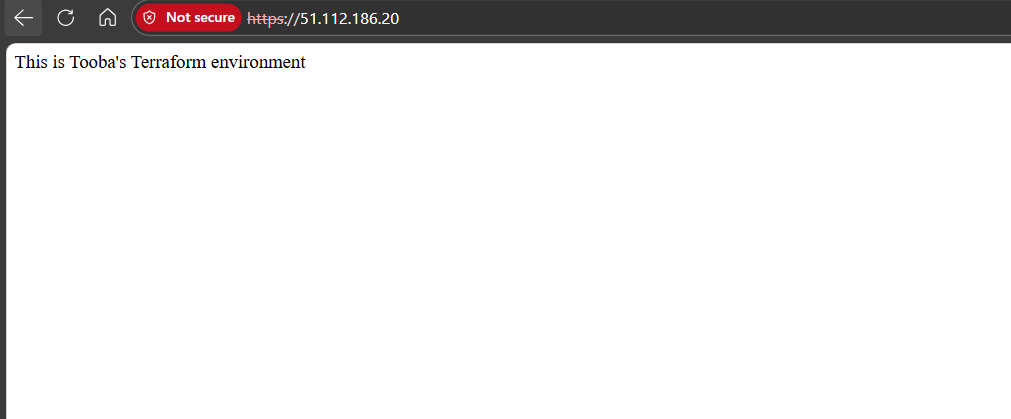 Not secure https://51.112.186.20
This is Tooba's Terraform environment